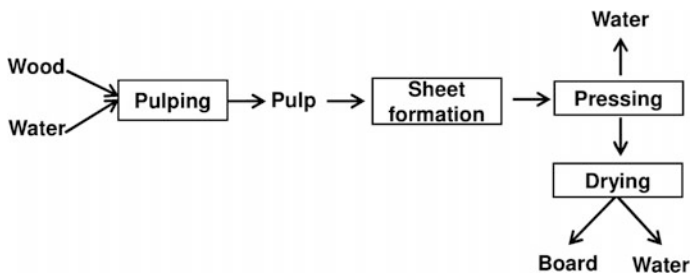 Water
Wood
Pulping
Pulp
Sheet
formation
Pressing
Water
Drying
Board
Water